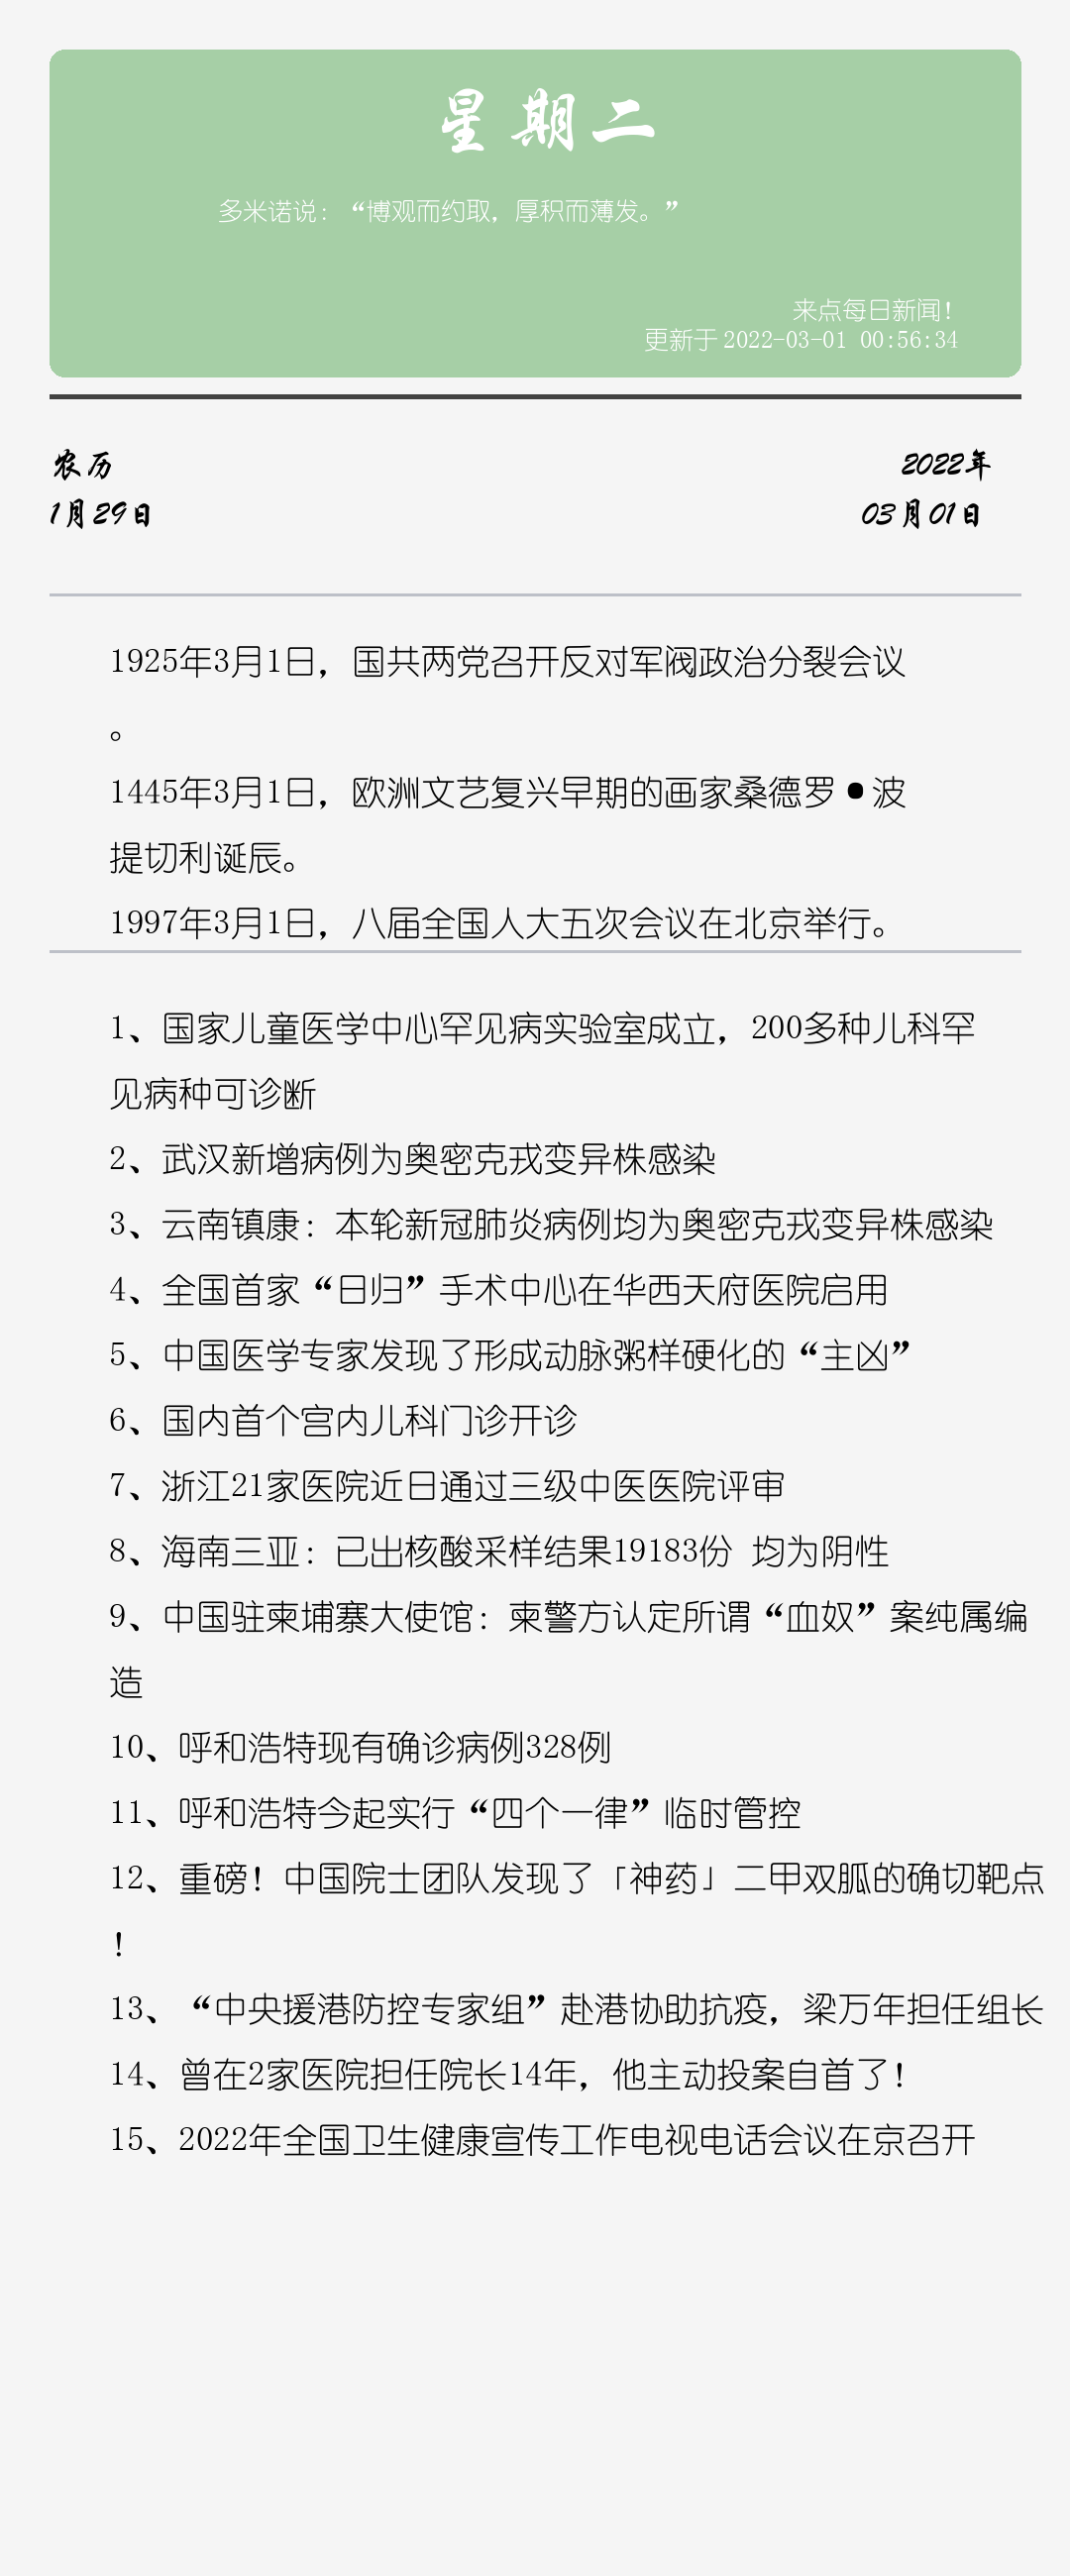 星期二
多米诺说：“博观而约取，厚积而薄发。”
来点每日新闻！
更新于 2022-03-01 00:56:34
农历
1月29日
2022年
03月01日
1925年3月1日，国共两党召开反对军阀政治分裂会议
。
1445年3月1日，欧洲文艺复兴早期的画家桑德罗•波
提切利诞辰。
1997年3月1日，八届全国人大五次会议在北京举行。
1、国家儿童医学中心罕见病实验室成立，200多种儿科罕
见病种可诊断
2、武汉新增病例为奥密克戎变异株感染
3、云南镇康：本轮新冠肺炎病例均为奥密克戎变异株感染
4、全国首家“日归”手术中心在华西天府医院启用
5、中国医学专家发现了形成动脉粥样硬化的“主凶”
6、国内首个宫内儿科门诊开诊
7、浙江21家医院近日通过三级中医医院评审
8、海南三亚：已出核酸采样结果19183份 均为阴性
9、中国驻柬埔寨大使馆：柬警方认定所谓“血奴”案纯属编
造
10、呼和浩特现有确诊病例328例
11、呼和浩特今起实行“四个一律”临时管控
12、重磅！中国院士团队发现了「神药」二甲双胍的确切靶点
！
13、“中央援港防控专家组”赴港协助抗疫，梁万年担任组长
14、曾在2家医院担任院长14年，他主动投案自首了！
15、2022年全国卫生健康宣传工作电视电话会议在京召开